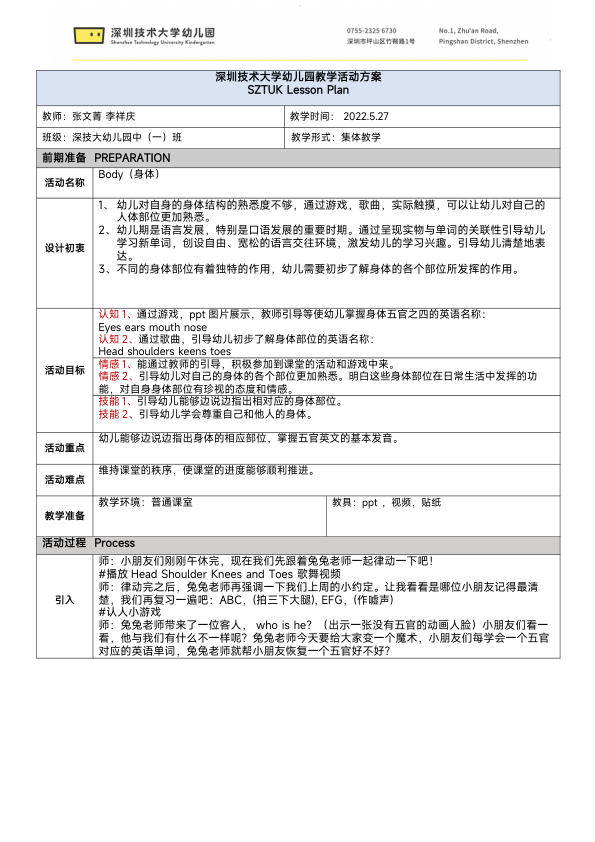 深圳技术大学幼儿园
Shenzhen Technology University Kindergarten
0755-2325 6730
深圳市坪山区竹鞍路1号
No.1, Zhu'an Road,
Pingshan District, Shenzhen
深圳技术大学幼儿园教学活动方案
SZTUK Lesson Plan
教师：张文菁 李祥庆 教学时间： 2022.5.27
班级：深技大幼儿园中（一）班 教学形式：集体教学
前期准备 PREPARATION
活动名称
Body（身体）
设计初衷
1、 幼儿对自身的身体结构的熟悉度不够，通过游戏，歌曲，实际触摸，可以让幼儿对自己的
人体部位更加熟悉。
2、幼儿期是语言发展，特别是口语发展的重要时期。通过呈现实物与单词的关联性引导幼儿
学习新单词，创设自由、宽松的语言交往环境，激发幼儿的学习兴趣。引导幼儿清楚地表
达。
3、不同的身体部位有着独特的作用，幼儿需要初步了解身体的各个部位所发挥的作用。
活动目标
认知 1、通过游戏，ppt 图片展示，教师引导等使幼儿掌握身体五官之四的英语名称：
Eyes ears mouth nose
认知 2、通过歌曲，引导幼儿初步了解身体部位的英语名称：
Head shoulders keens toes
情感 1、能通过教师的引导，积极参加到课堂的活动和游戏中来。
情感 2、引导幼儿对自己的身体的各个部位更加熟悉。明白这些身体部位在日常生活中发挥的功
能，对自身身体部位有珍视的态度和情感。
技能 1、引导幼儿能够边说边指出相对应的身体部位。
技能 2、引导幼儿学会尊重自己和他人的身体。
活动重点
幼儿能够边说边指出身体的相应部位，掌握五官英文的基本发音。
活动难点
维持课堂的秩序，使课堂的进度能够顺利推进。
教学准备
教学环境：普通课室 教具：ppt ，视频，贴纸
活动过程 Process
引入
师：小朋友们刚刚午休完，现在我们先跟着兔兔老师一起律动一下吧！
#播放 Head Shoulder Knees and Toes 歌舞视频
师：律动完之后，兔兔老师再强调一下我们上周的小约定。让我看看是哪位小朋友记得最清
楚，我们再复习一遍吧：ABC，(拍三下大腿), EFG，(作嘘声)
#认人小游戏
师：兔兔老师带来了一位客人， who is he？（出示一张没有五官的动画人脸）小朋友们看一
看，他与我们有什么不一样呢？兔兔老师今天要给大家变一个魔术，小朋友们每学会一个五官
对应的英语单词，兔兔老师就帮小朋友恢复一个五官好不好？